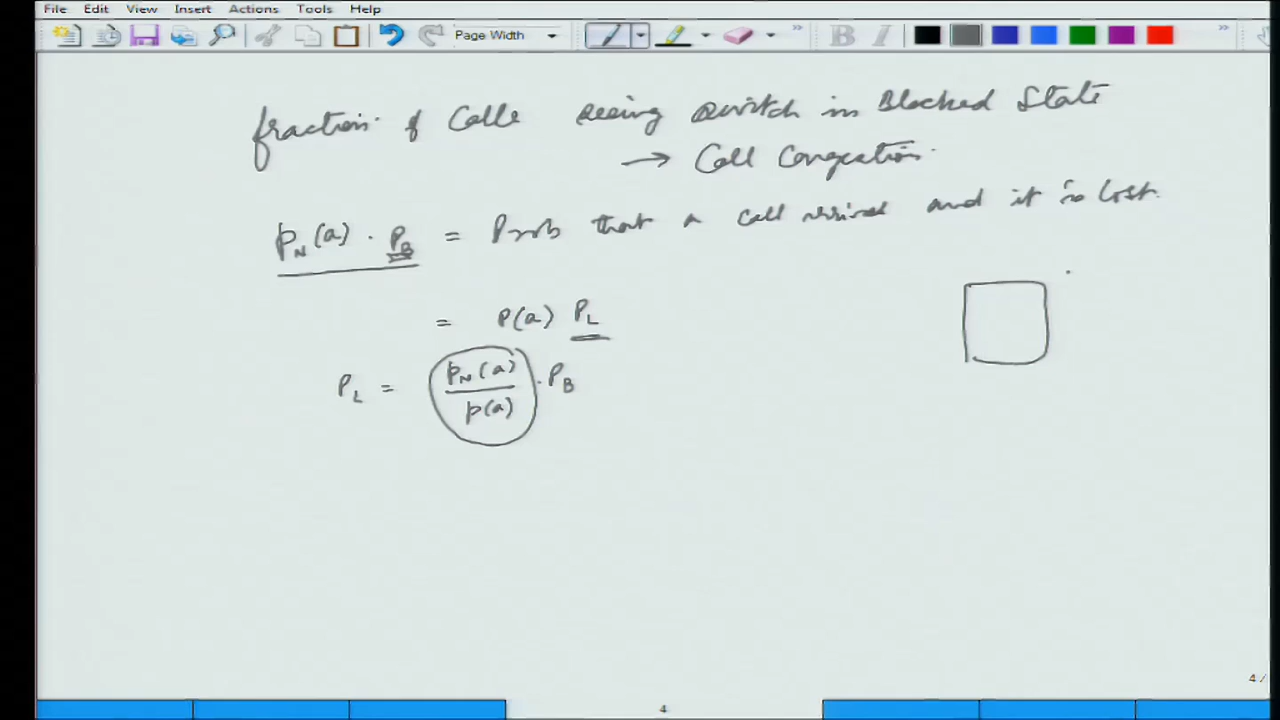 File Edit View Insert Actions Tools Help
Page Width
fraction of Calls seeing switch in Blocked State
→ Call Congestion.
p_N(a) . P_B = Prob that a call arrived and it is lost.
= P(a) P_L
P_L = p_N(a)/p(a) . P_B
4/
4